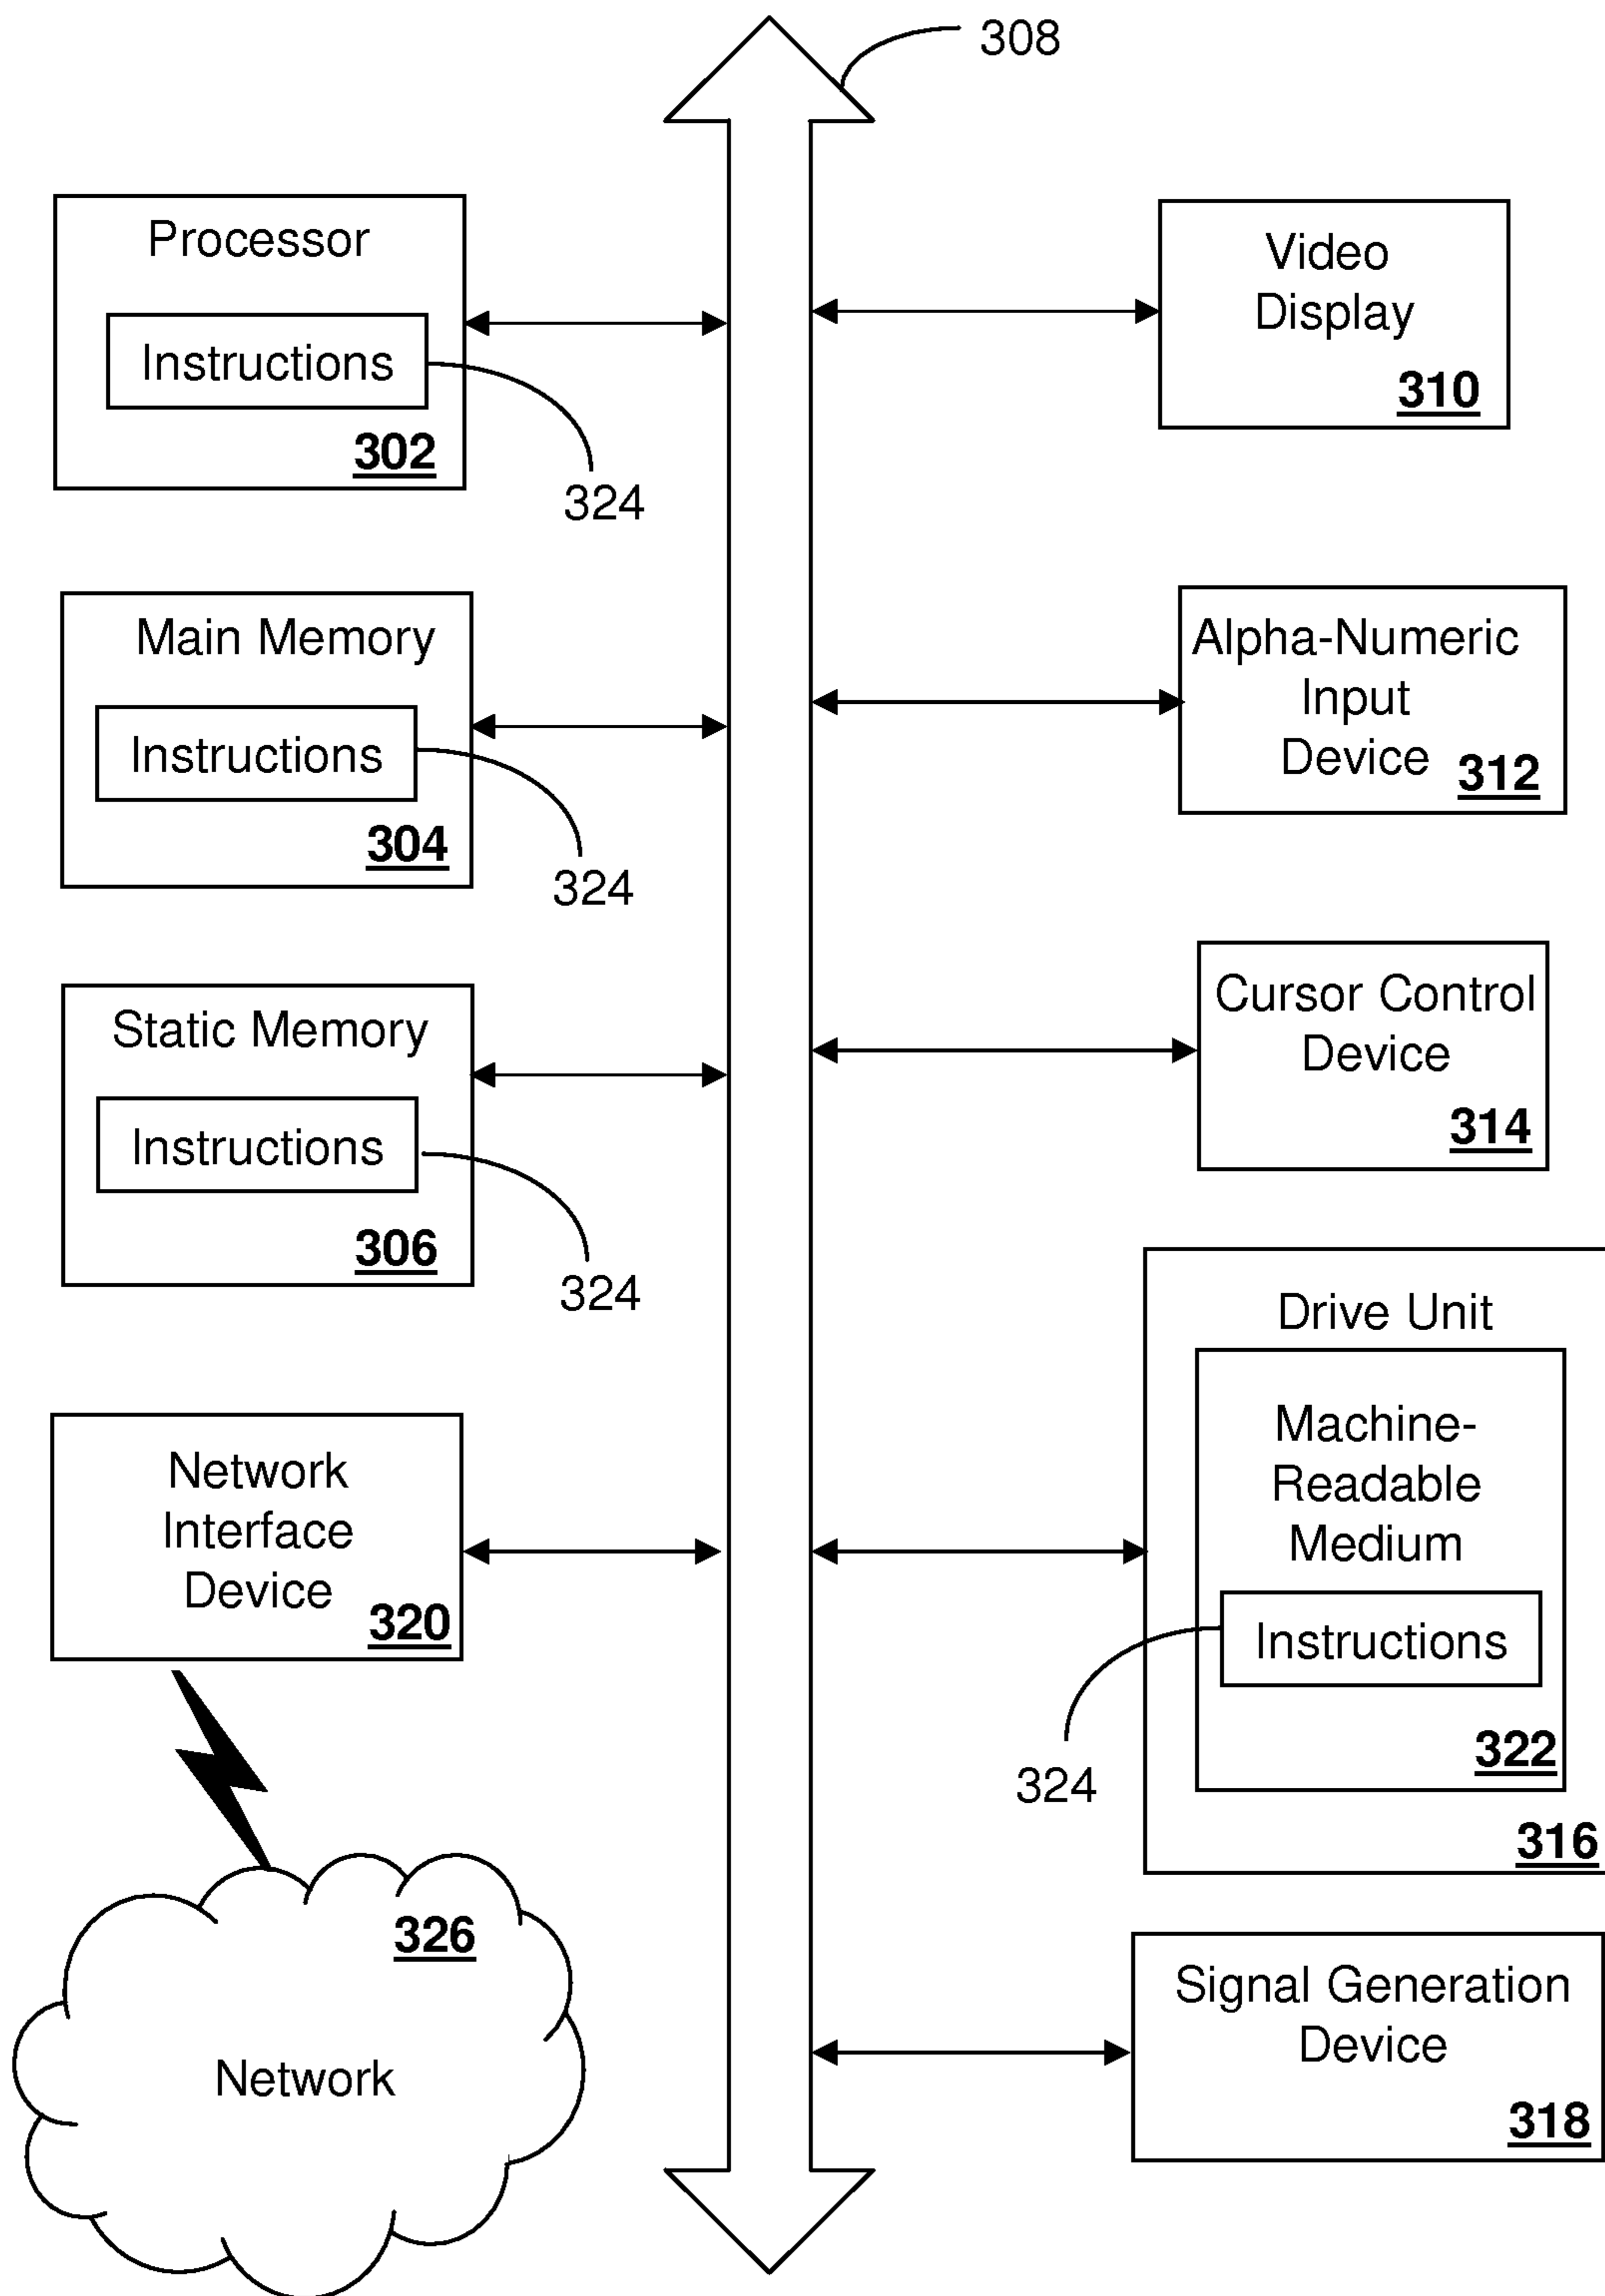 308
Processor
Instructions
302
324
Main Memory
Instructions
304
324
Static Memory
Instructions
306
324
Network
Interface
Device
320
326
Network
Video
Display
310
Alpha-Numeric
Input
Device
312
Cursor Control
Device
314
Drive Unit
Machine-
Readable
Medium
Instructions
322
324
316
Signal Generation
Device
318